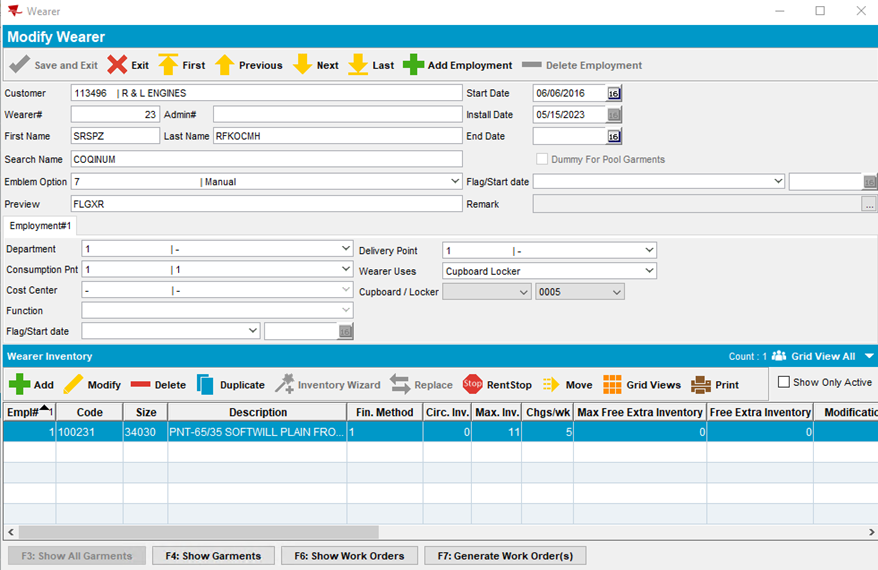 Wearer
Modify Wearer
Save and Exit Exit First Previous Next Last Add Employment Delete Employment
Customer 113496 | R & L ENGINES Start Date 06/06/2016 16
Wearer# 23 Admin# Install Date 05/15/2023 16
First Name SRSPZ Last Name RFKOCMH End Date 16
Search Name COQINUM Dummy For Pool Garments
Emblem Option 7 | Manual Flag/Start date 16
Preview FLGXR Remark ...
Employment#1
Department 1 | - Delivery Point 1 | -
Consumption Pnt 1 | 1 Wearer Uses Cupboard Locker
Cost Center - | - Cupboard / Locker 0005
Function
Flag/Start date 16
Wearer Inventory Count : 1 Grid View All
Add Modify Delete Duplicate Inventory Wizard Replace Stop RentStop Move Grid Views Print Show Only Active
Empl# 1 Code Size Description Fin. Method Circ. Inv. Max. Inv. Chgs/wk Max Free Extra Inventory Free Extra Inventory Modificatio
1 100231 34030 PNT-65/35 SOFTWILL PLAIN FRO... 1 0 11 5 0 0
F3: Show All Garments F4: Show Garments F6: Show Work Orders F7: Generate Work Order(s)